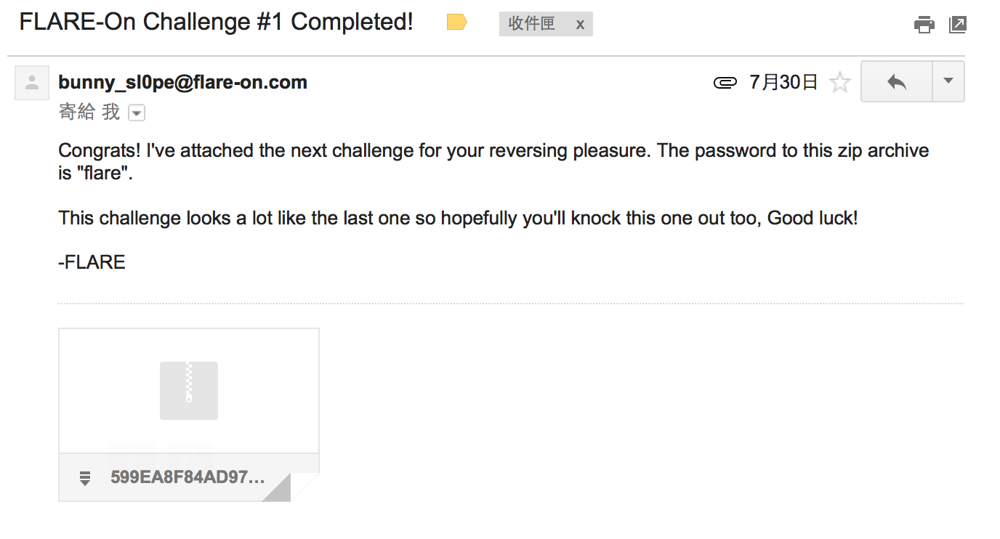 FLARE-On Challenge #1 Completed!
收件匣 x
bunny_sl0pe@flare-on.com
7月30日
寄給 我
Congrats! I've attached the next challenge for your reversing pleasure. The password to this zip archive
is "flare".
This challenge looks a lot like the last one so hopefully you'll knock this one out too, Good luck!
-FLARE
599EA8F84AD97...